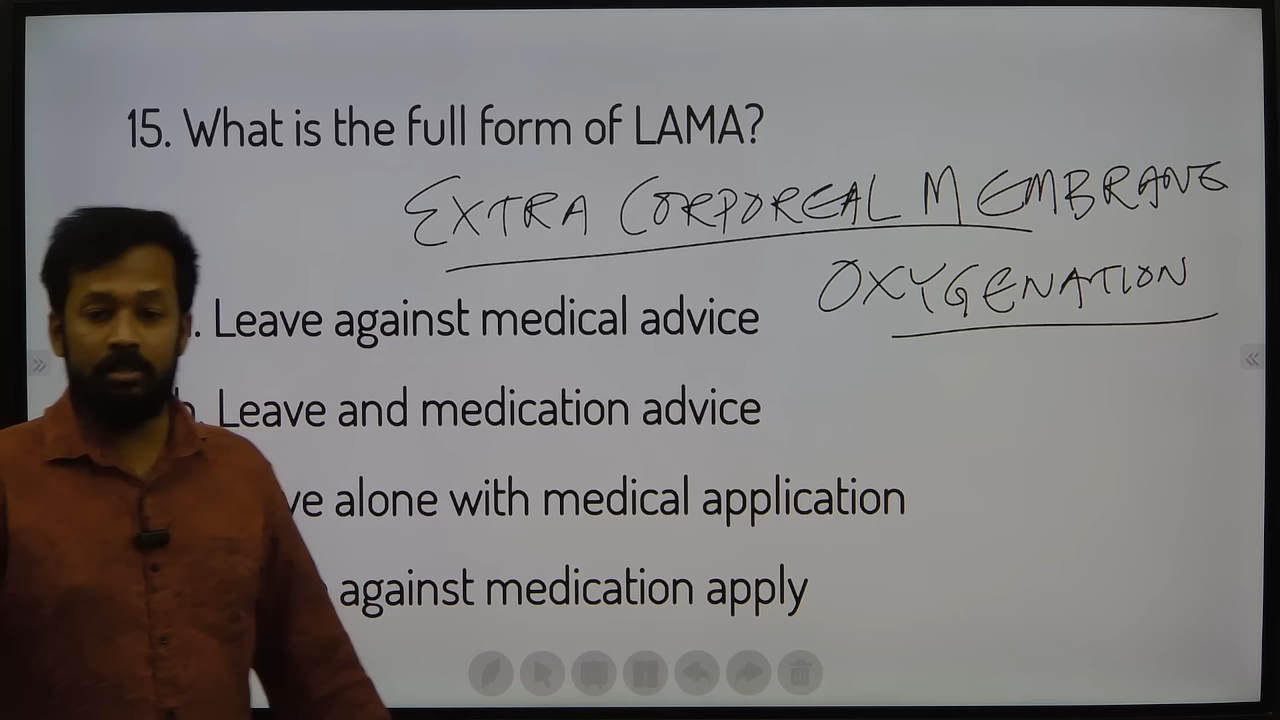 15. What is the full form of LAMA?
EXTRA CORPOREAL MEMBRANE
OXYGENATION
. Leave against medical advice
b. Leave and medication advice
ve alone with medical application
against medication apply